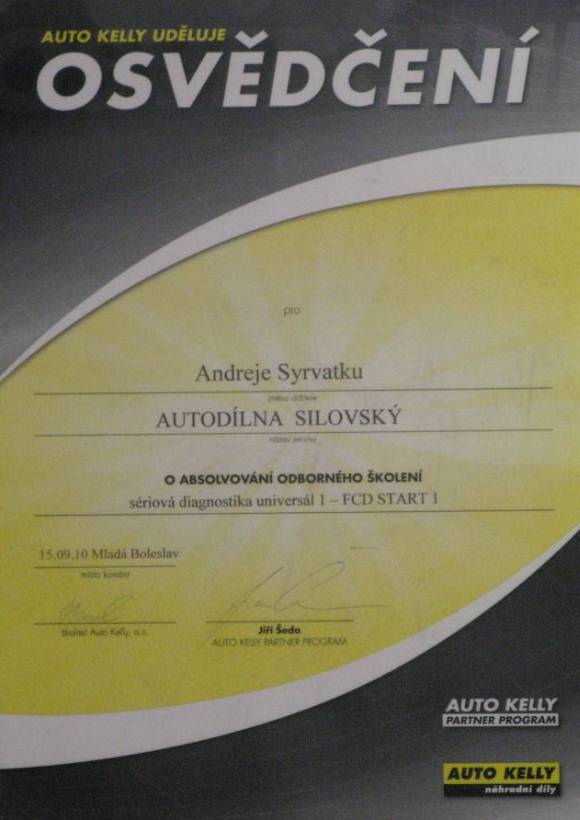 AUTO KELLY UDĚLUJE
OSVĚDČENÍ
pro
Andreje Syrvatku
jméno držitele
AUTODÍLNA SILOVSKÝ
název servisu
O ABSOLVOVÁNÍ ODBORNÉHO ŠKOLENÍ
sériová diagnostika universál 1 – FCD START 1
15.09.10 Mladá Boleslav
místo konání
školitel Auto Kelly, a.s.
Jiří Šeda
AUTO KELLY PARTNER PROGRAM
AUTO KELLY
PARTNER PROGRAM
AUTO KELLY
náhradní díly